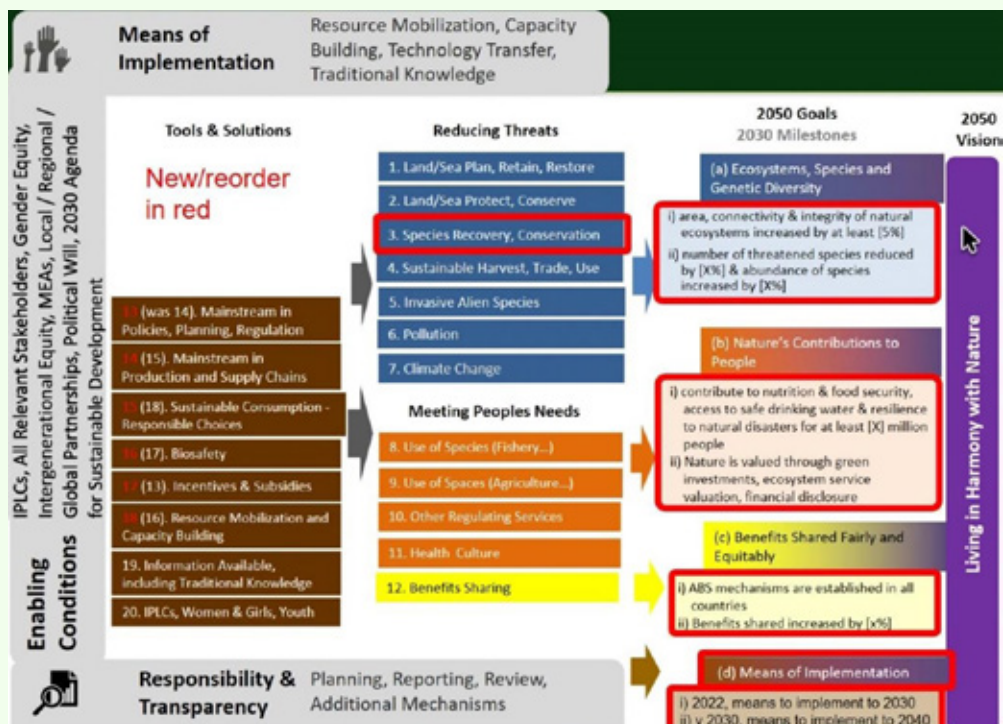 Means of
Implementation
Resource Mobilization, Capacity
Building, Technology Transfer,
Traditional Knowledge
IPLCs, All Relevant Stakeholders, Gender Equity,
Intergenerational Equity, MEAs, Local / Regional /
Global Partnerships, Political Will, 2030 Agenda
for Sustainable Development
Enabling
Conditions
Tools & Solutions
New/reorder
in red
13 (was 14). Mainstream in
Policies, Planning, Regulation
14 (15). Mainstream in
Production and Supply Chains
15 (18). Sustainable Consumption -
Responsible Choices
16 (17). Biosafety
17 (13). Incentives & Subsidies
18 (16). Resource Mobilization and
Capacity Building
19. Information Available,
including Traditional Knowledge
20. IPLCs, Women & Girls, Youth
Reducing Threats
1. Land/Sea Plan, Retain, Restore
2. Land/Sea Protect, Conserve
3. Species Recovery, Conservation
4. Sustainable Harvest, Trade, Use
5. Invasive Alien Species
6. Pollution
7. Climate Change
Meeting Peoples Needs
8. Use of Species (Fishery...)
9. Use of Spaces (Agriculture...)
10. Other Regulating Services
11. Health Culture
12. Benefits Sharing
2050 Goals
2030 Milestones
(a) Ecosystems, Species and
Genetic Diversity
i) area, connectivity & integrity of natural
ecosystems increased by at least [5%]
ii) number of threatened species reduced
by [X%] & abundance of species
increased by [X%]
(b) Nature's Contributions to
People
i) contribute to nutrition & food security,
access to safe drinking water & resilience
to natural disasters for at least [X] million
people
ii) Nature is valued through green
investments, ecosystem service
valuation, financial disclosure
(c) Benefits Shared Fairly and
Equitably
i) ABS mechanisms are established in all
countries
ii) Benefits shared increased by [x%]
(d) Means of Implementation
i) 2022, means to implement to 2030
ii) y 2030, means to implement to 2040
2050
Vision
Living in Harmony with Nature
Responsibility &
Transparency
Planning, Reporting, Review,
Additional Mechanisms